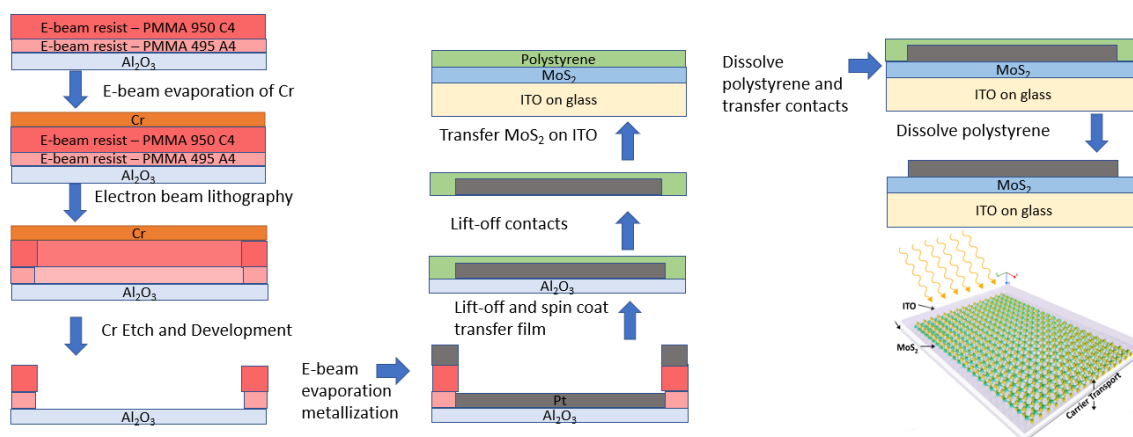 E-beam resist – PMMA 950 C4
E-beam resist – PMMA 495 A4
Al₂O₃
E-beam evaporation of Cr
Cr
E-beam resist – PMMA 950 C4
E-beam resist – PMMA 495 A4
Al₂O₃
Electron beam lithography
Cr
Al₂O₃
Cr Etch and Development
Al₂O₃
E-beam
evaporation
metallization
Pt
Al₂O₃
Lift-off and spin coat
transfer film
Al₂O₃
Lift-off contacts
Transfer MoS₂ on ITO
Polystyrene
MoS₂
ITO on glass
Dissolve
polystyrene and
transfer contacts
MoS₂
ITO on glass
Dissolve polystyrene
MoS₂
ITO on glass
ITO
MoS₂
Carrier Transport